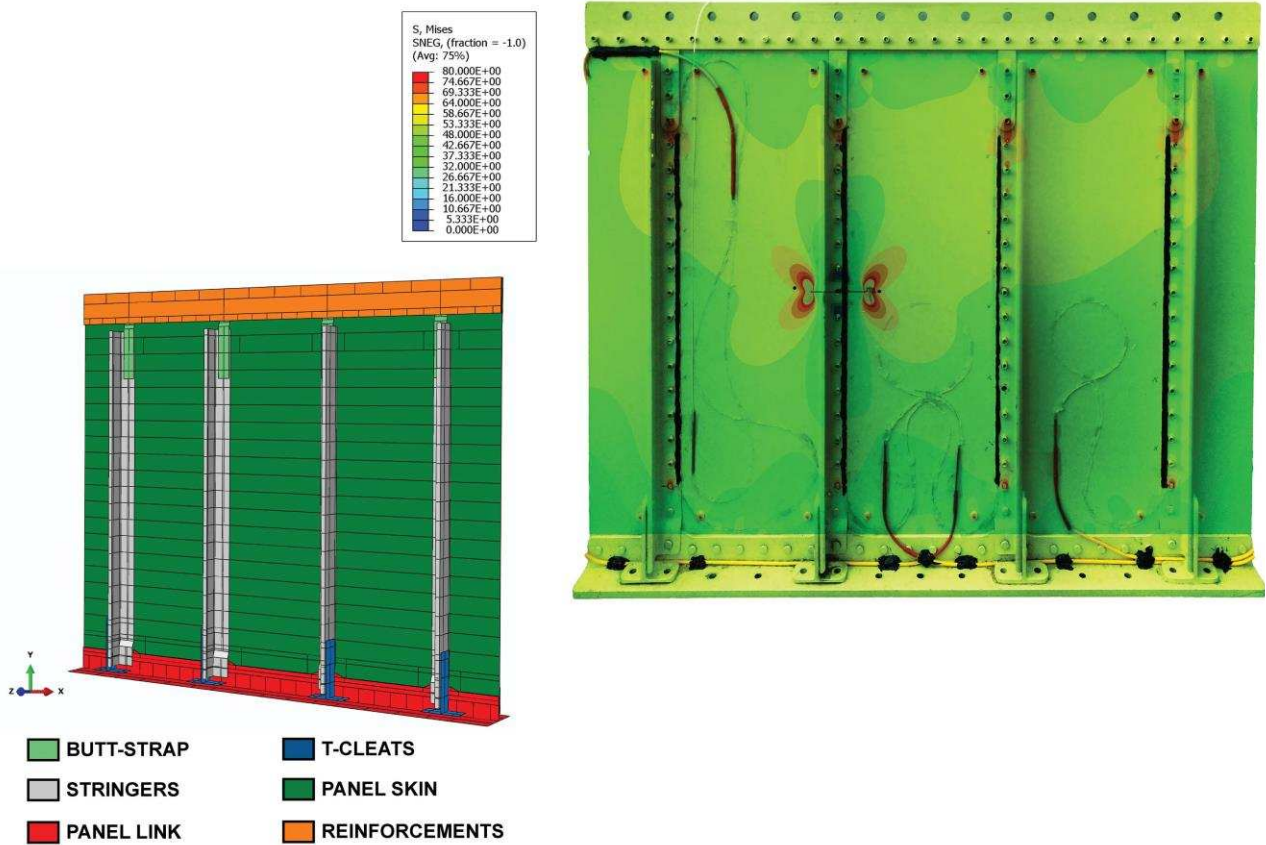 S, Mises
SNEG, (fraction = -1.0)
(Avg: 75%)
80.000E+00
74.667E+00
69.333E+00
64.000E+00
58.667E+00
53.333E+00
48.000E+00
42.667E+00
37.333E+00
32.000E+00
26.667E+00
21.333E+00
16.000E+00
10.667E+00
5.333E+00
0.000E+00
Y
Z
X
BUTT-STRAP
T-CLEATS
STRINGERS
PANEL SKIN
PANEL LINK
REINFORCEMENTS